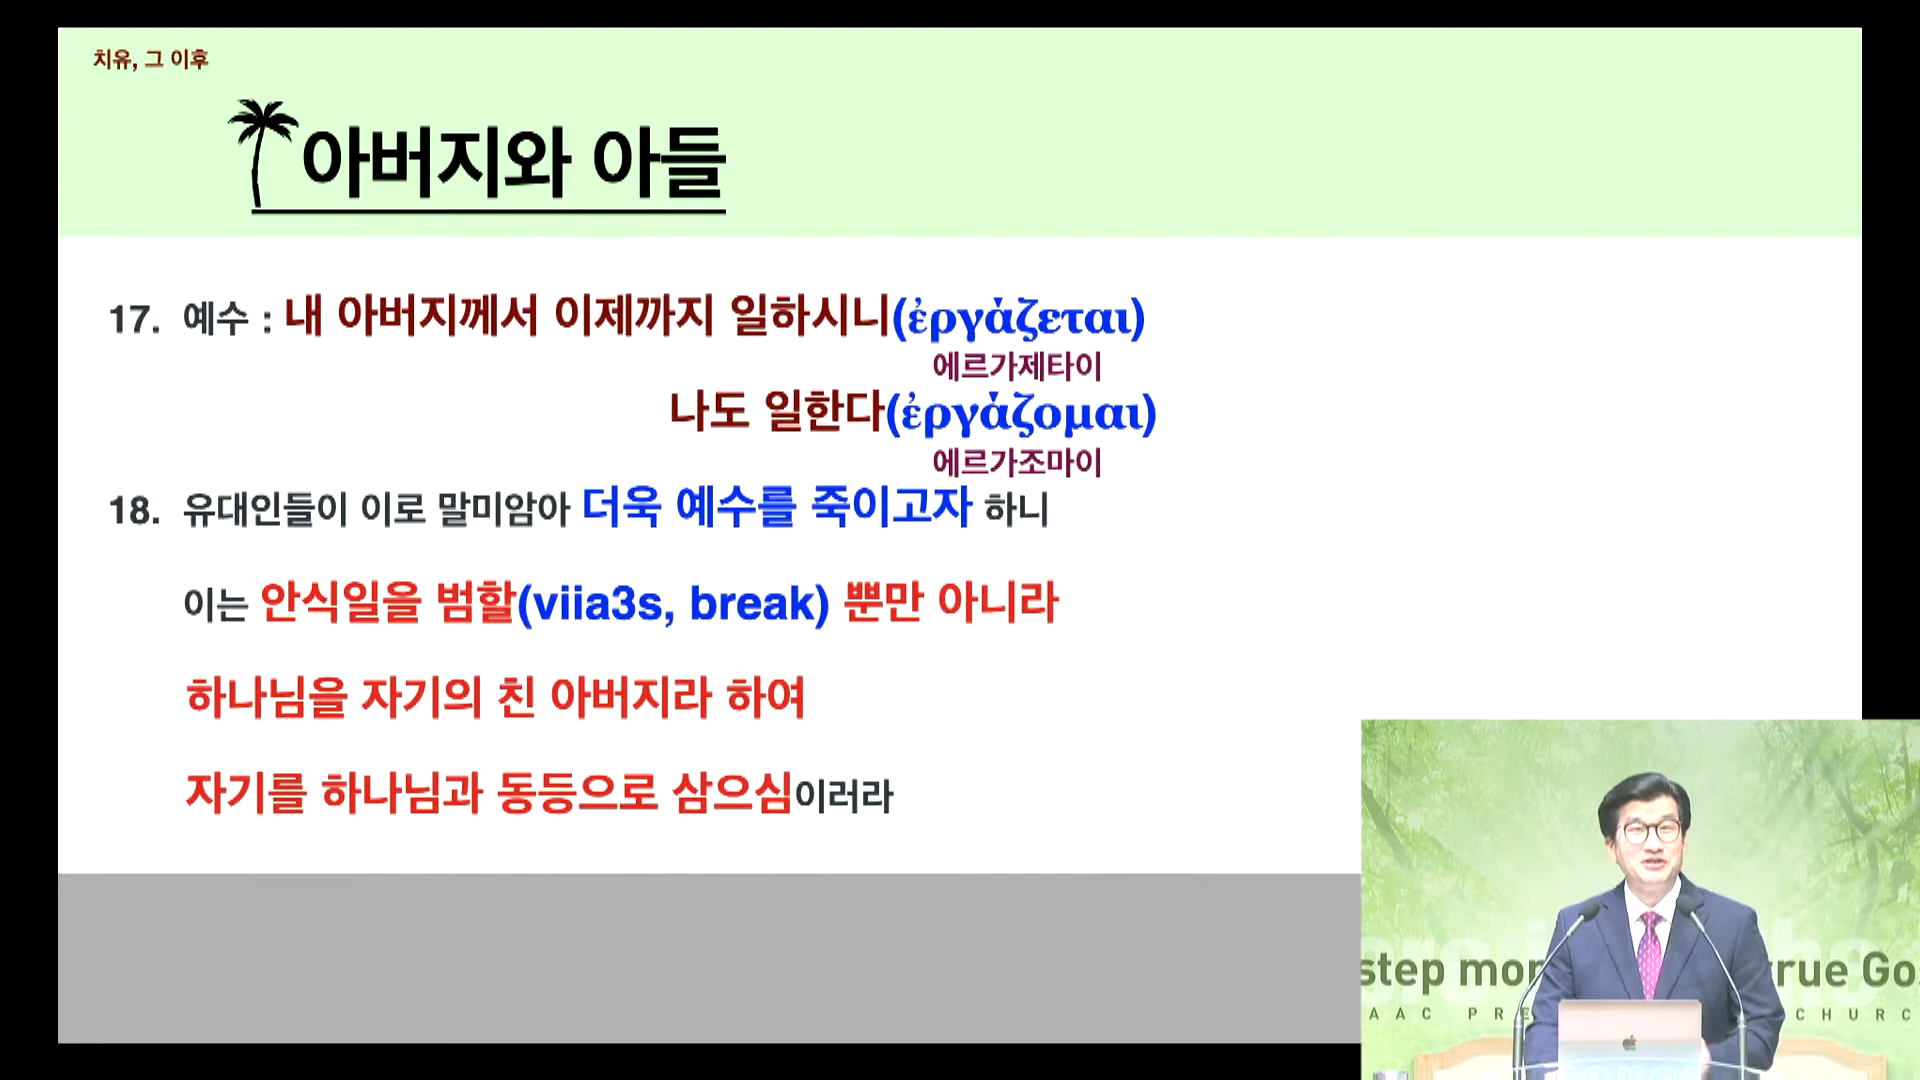 치유, 그 이후
아버지와 아들
17. 예수 : 내 아버지께서 이제까지 일하시니(ἐργάζεται)
에르가제타이
나도 일한다(ἐργάζομαι)
에르가조마이
18. 유대인들이 이로 말미암아 더욱 예수를 죽이고자 하니
이는 안식일을 범할(viia3s, break) 뿐만 아니라
하나님을 자기의 친 아버지라 하여
자기를 하나님과 동등으로 삼으심이러라
step mor rue Go
AAC PRE CHURC